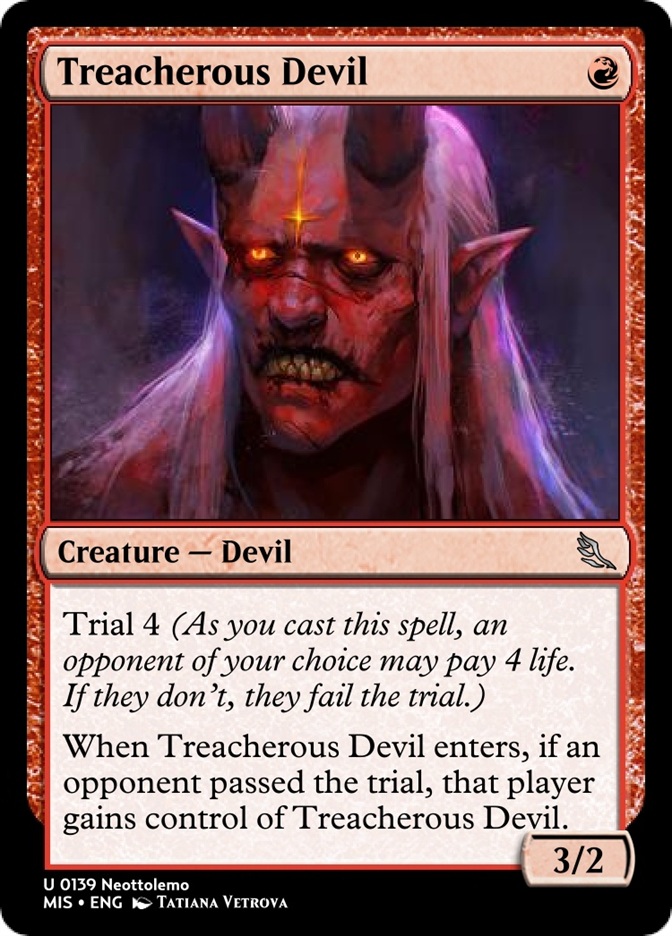 Treacherous Devil
Creature — Devil
Trial 4 (As you cast this spell, an
opponent of your choice may pay 4 life.
If they don't, they fail the trial.)
When Treacherous Devil enters, if an
opponent passed the trial, that player
gains control of Treacherous Devil.
3/2
U 0139 Neottolemo
MIS • ENG Tatiana Vetrova